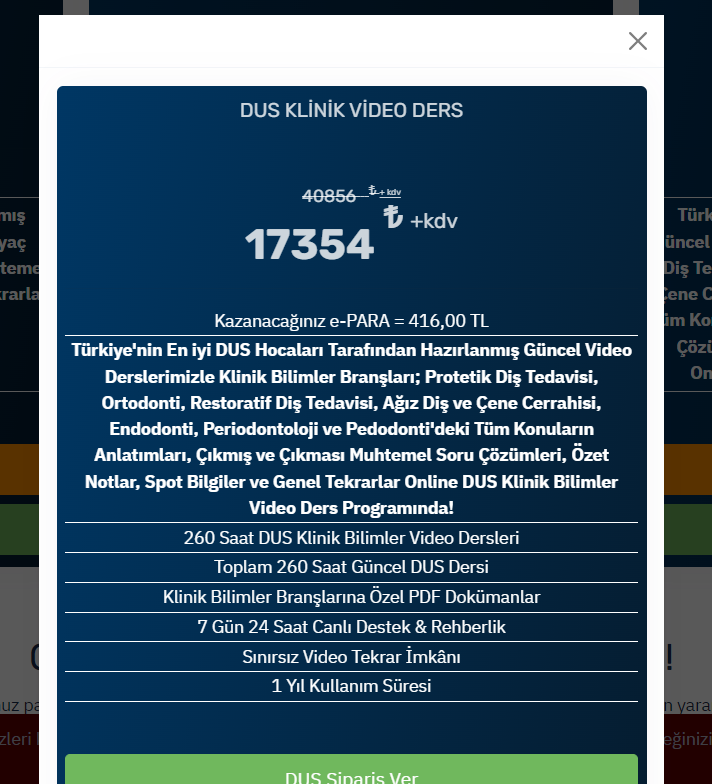 DUS KLİNİK VİDEO DERS
40856 ₺ + kdv
17354 ₺ +kdv
Kazanacağınız e-PARA = 416,00 TL
Türkiye'nin En iyi DUS Hocaları Tarafından Hazırlanmış Güncel Video
Derslerimizle Klinik Bilimler Branşları; Protetik Diş Tedavisi,
Ortodonti, Restoratif Diş Tedavisi, Ağız Diş ve Çene Cerrahisi,
Endodonti, Periodontoloji ve Pedodonti'deki Tüm Konuların
Anlatımları, Çıkmış ve Çıkması Muhtemel Soru Çözümleri, Özet
Notlar, Spot Bilgiler ve Genel Tekrarlar Online DUS Klinik Bilimler
Video Ders Programında!
260 Saat DUS Klinik Bilimler Video Dersleri
Toplam 260 Saat Güncel DUS Dersi
Klinik Bilimler Branşlarına Özel PDF Dokümanlar
7 Gün 24 Saat Canlı Destek & Rehberlik
Sınırsız Video Tekrar İmkânı
1 Yıl Kullanım Süresi
DUS Sipariş Ver